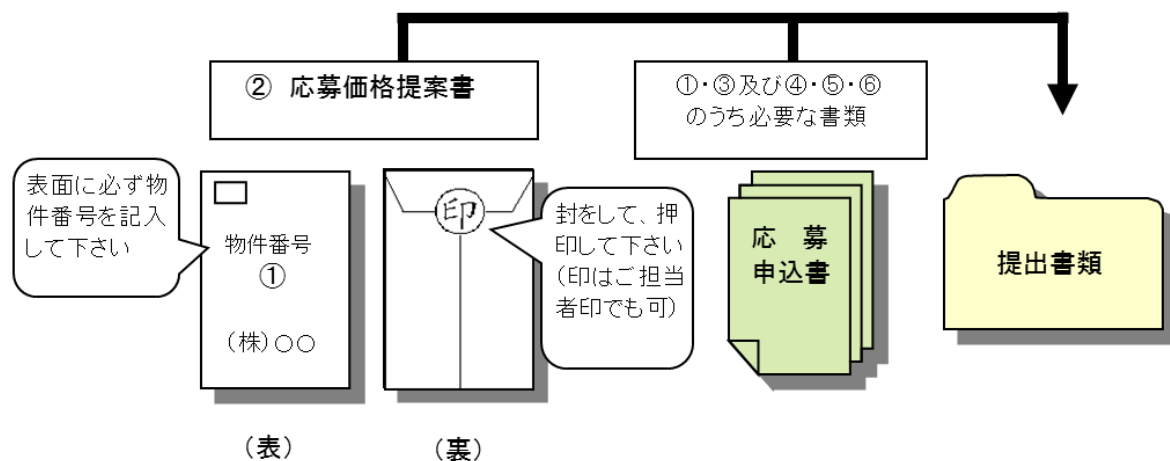 ② 応募価格提案書
①・③及び④・⑤・⑥
のうち必要な書類
表面に必ず物
件番号を記入
して下さい
物件番号
①
(株)○○
印
封をして、押
印して下さい
(印はご担当
者印でも可)
応 募
申込書
提出書類
(表)
(裏)